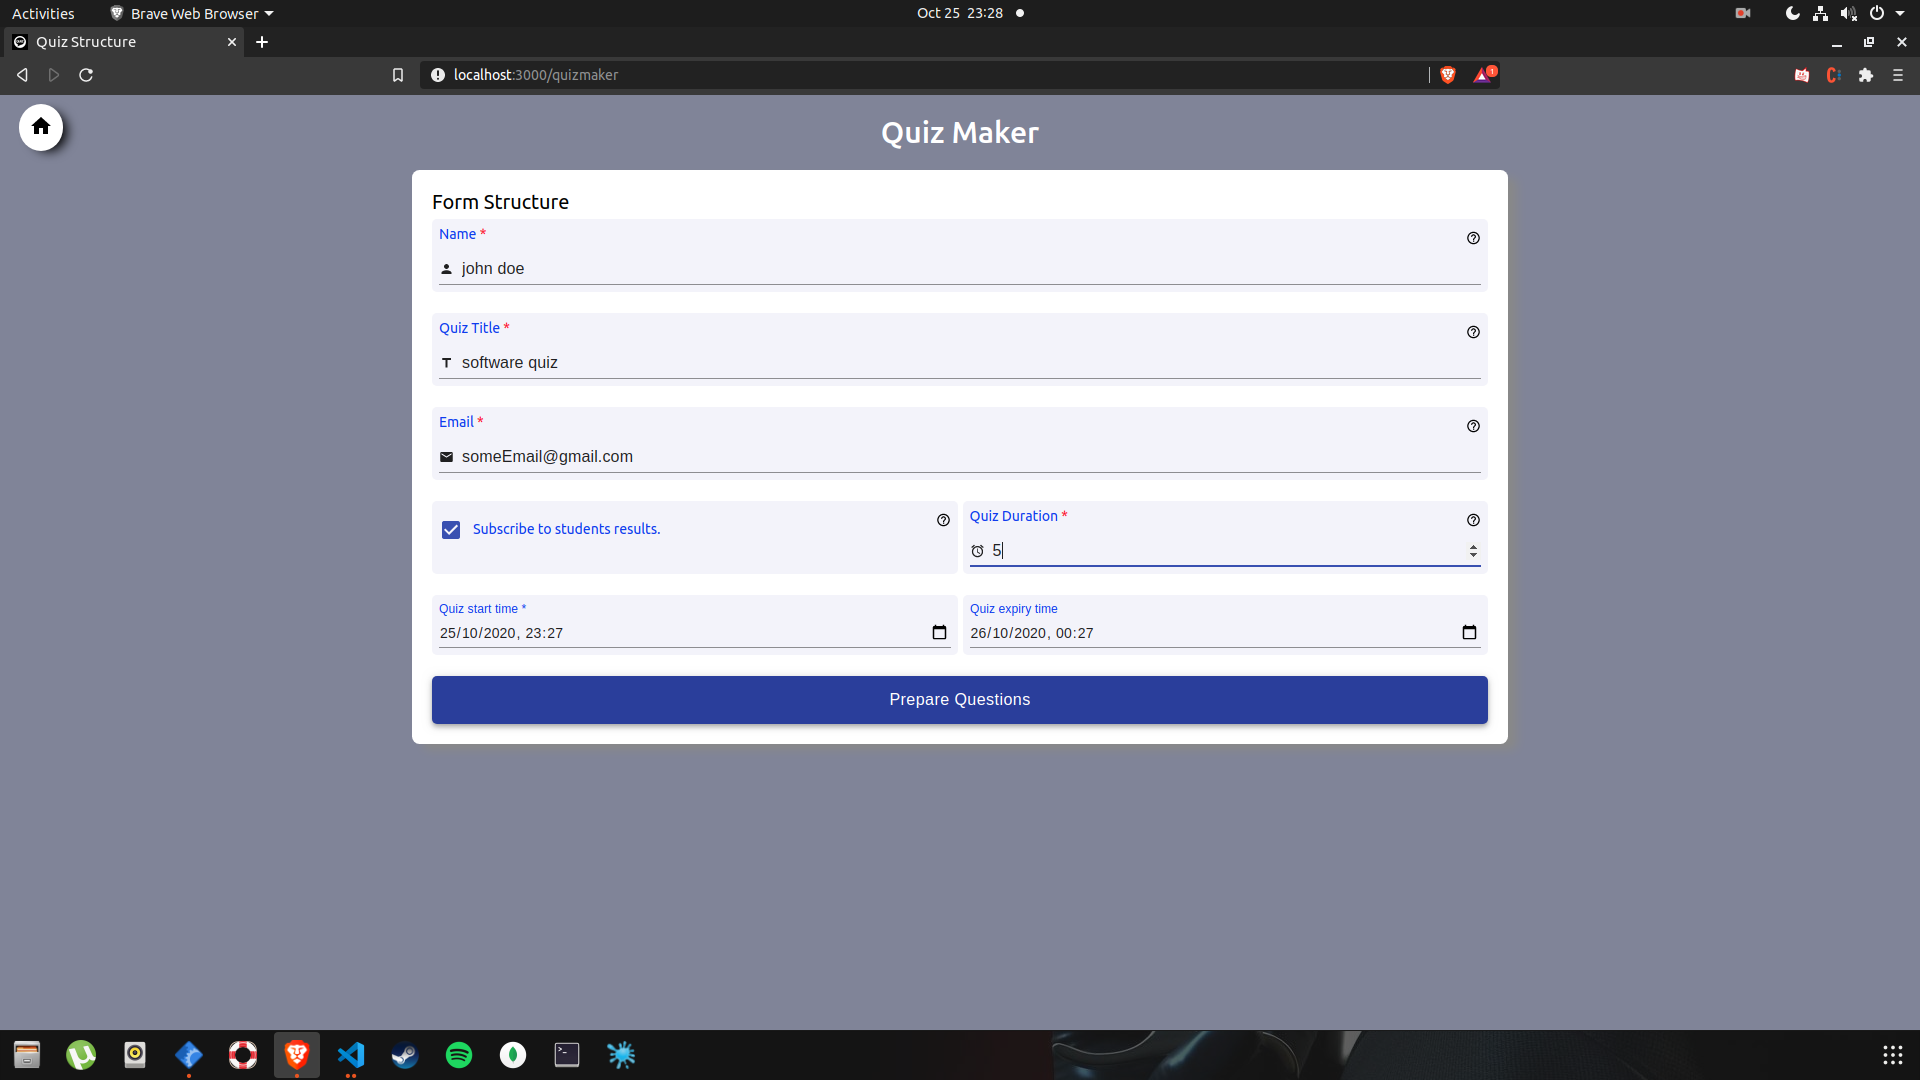 Activities
Brave Web Browser
Oct 25 23:28
Quiz Structure
localhost:3000/quizmaker
1
Quiz Maker
Form Structure
Name *
john doe
Quiz Title *
software quiz
Email *
someEmail@gmail.com
Subscribe to students results.
Quiz Duration *
5
Quiz start time *
25/10/2020, 23:27
Quiz expiry time
26/10/2020, 00:27
Prepare Questions